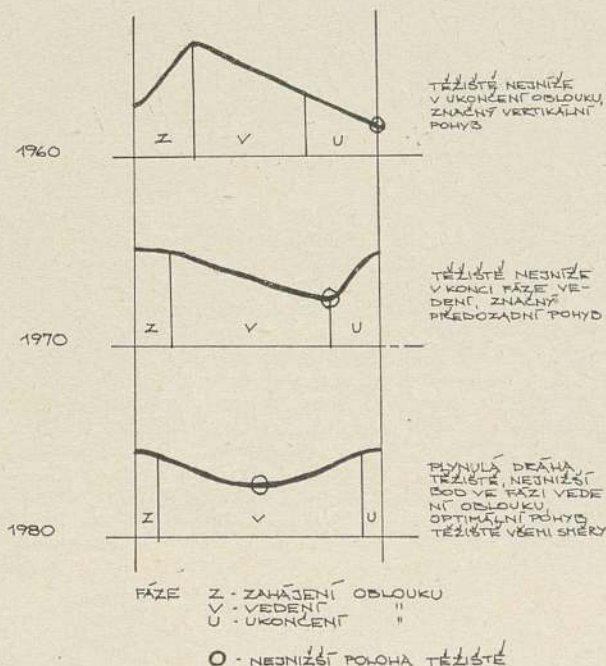 Z V U
1960
TĚŽIŠTĚ NEJNÍŽE
V UKONČENÍ OBLOUKU,
ZNAČNÝ VERTIKÁLNÍ
POHYB
Z V U
1970
TĚŽIŠTĚ NEJNÍŽE
V KONCI FÁZE VE-
DENÍ, ZNAČNÝ
PŘEDOZADNÍ POHYB
Z V U
1980
PLYNULÁ DRÁHA
TĚŽIŠTĚ, NEJNIŽŠÍ
BOD VE FÁZI VEDE
NÍ OBLOUKU,
OPTIMÁLNÍ POHYB
TĚŽIŠTĚ VŠEMI SMĚRY
FÁZE Z - ZAHÁJENÍ OBLOUKU
V - VEDENÍ "
U - UKONČENÍ "
O - NEJNIŽŠÍ POLOHA TĚŽIŠTĚ